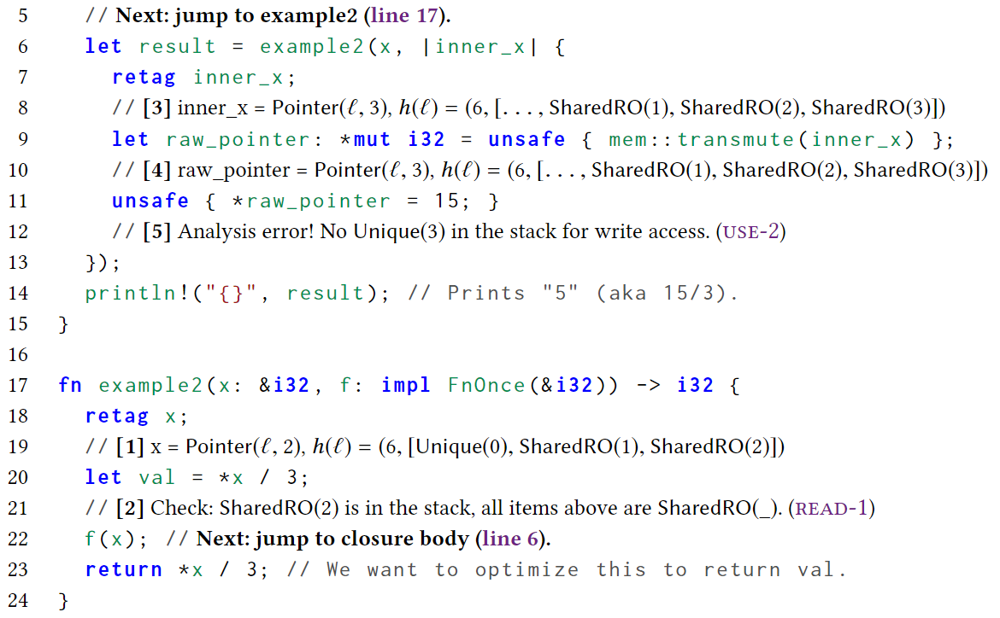 5 // Next: jump to example2 (line 17).
6 let result = example2(x, |inner_x| {
7 retag inner_x;
8 // [3] inner_x = Pointer(ℓ, 3), h(ℓ) = (6, [. . . , SharedRO(1), SharedRO(2), SharedRO(3)])
9 let raw_pointer: *mut i32 = unsafe { mem::transmute(inner_x) };
10 // [4] raw_pointer = Pointer(ℓ, 3), h(ℓ) = (6, [. . . , SharedRO(1), SharedRO(2), SharedRO(3)])
11 unsafe { *raw_pointer = 15; }
12 // [5] Analysis error! No Unique(3) in the stack for write access. (USE-2)
13 });
14 println!("{}", result); // Prints "5" (aka 15/3).
15 }
16
17 fn example2(x: &i32, f: impl FnOnce(&i32)) -> i32 {
18 retag x;
19 // [1] x = Pointer(ℓ, 2), h(ℓ) = (6, [Unique(0), SharedRO(1), SharedRO(2)])
20 let val = *x / 3;
21 // [2] Check: SharedRO(2) is in the stack, all items above are SharedRO(_). (READ-1)
22 f(x); // Next: jump to closure body (line 6).
23 return *x / 3; // We want to optimize this to return val.
24 }